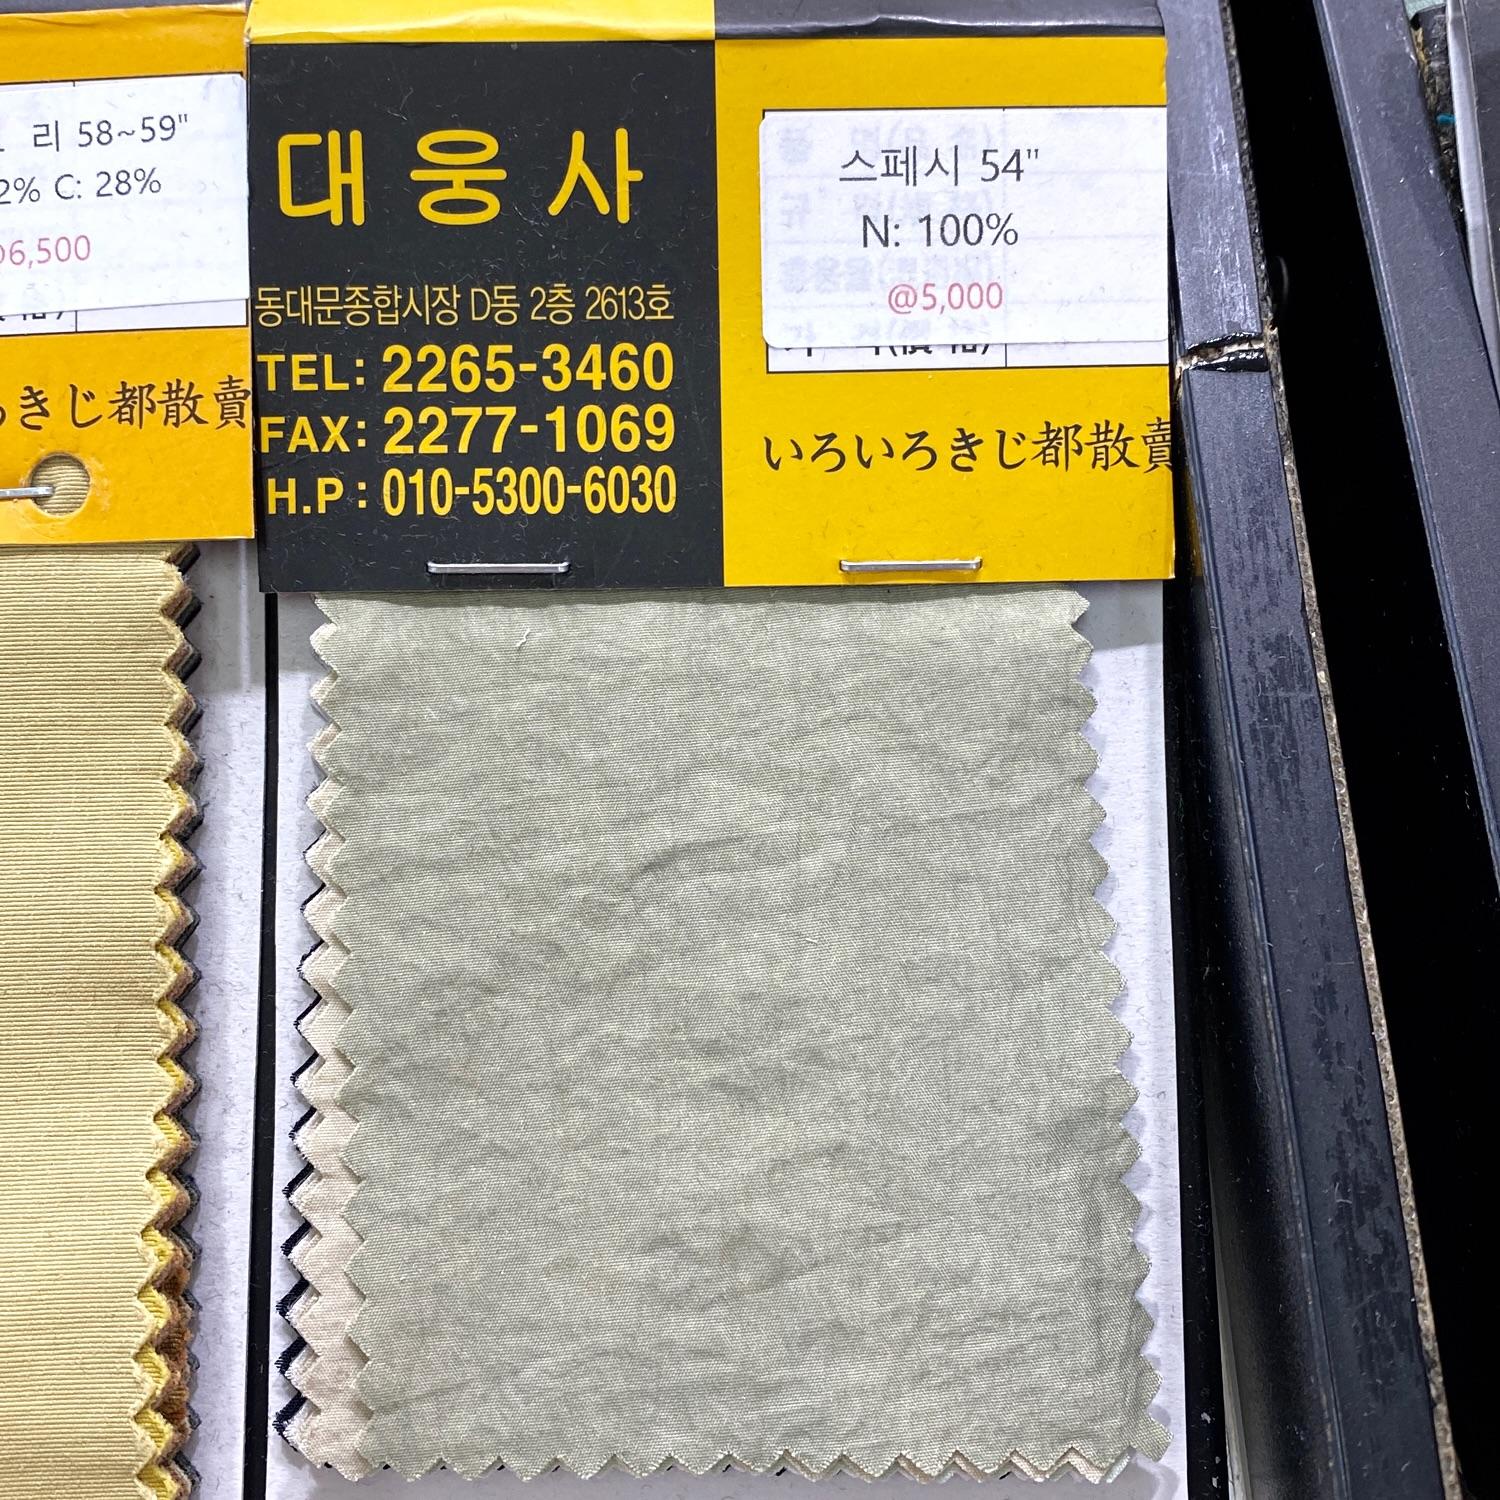 리 58~59"
2% C: 28%
6,500
ろきじ都散賣
대웅사
동대문종합시장 D동 2층 2613호
TEL: 2265-3460
FAX: 2277-1069
H.P: 010-5300-6030
스페시 54"
N: 100%
@5,000
いろいろきじ都散賣